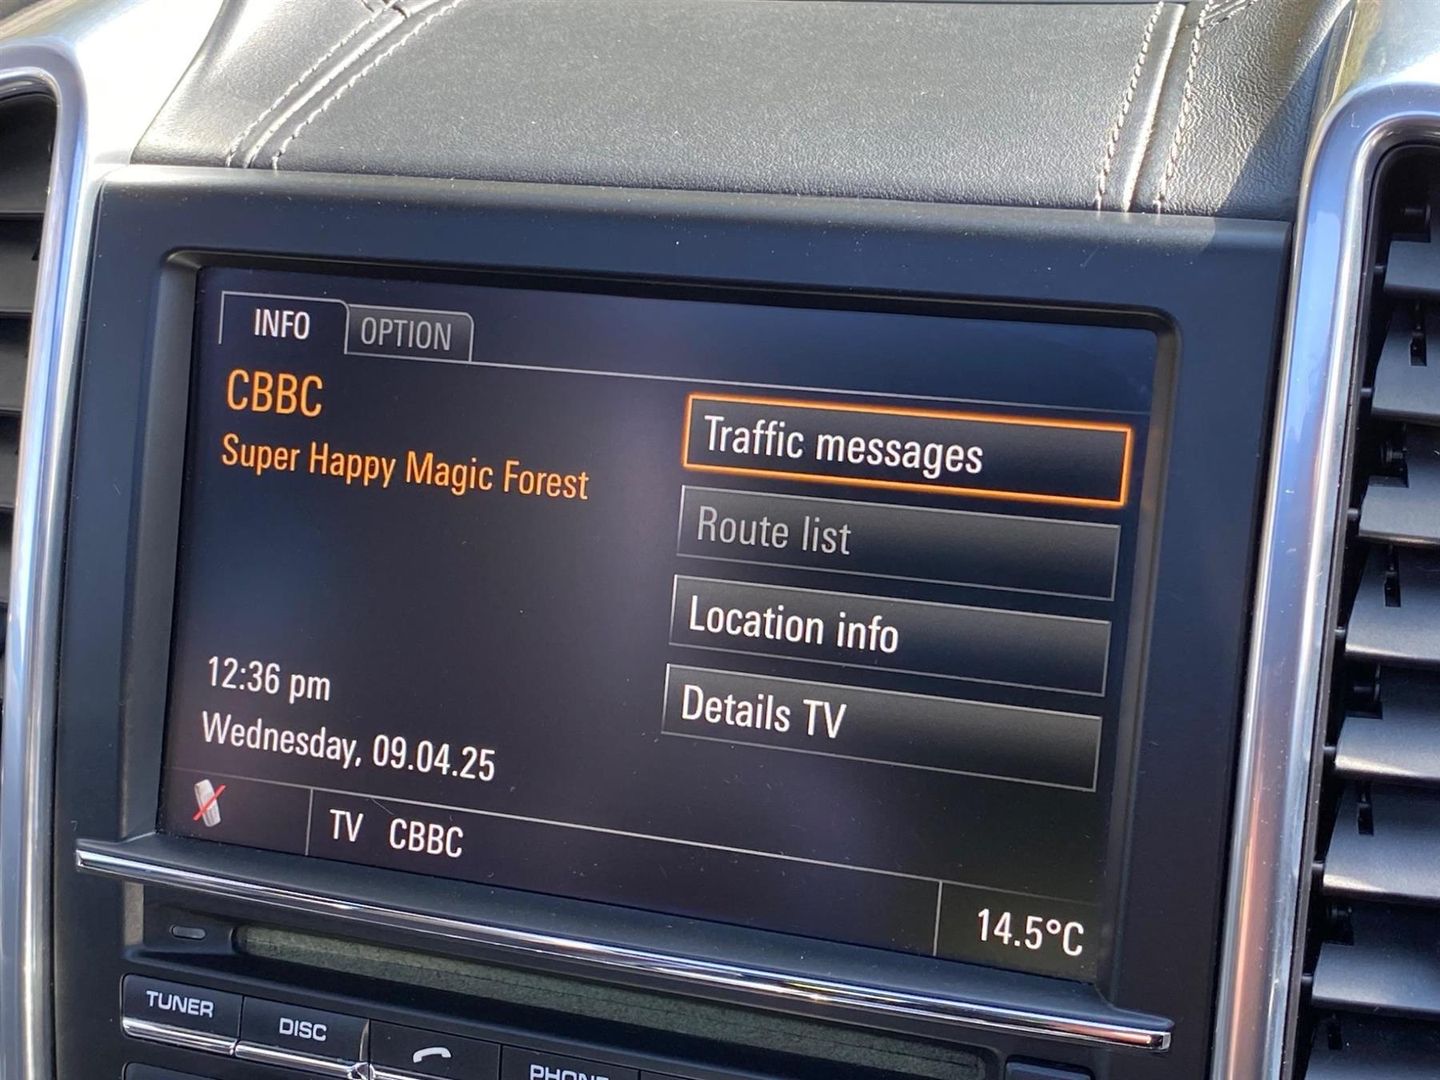 INFO OPTION
CBBC
Super Happy Magic Forest
Traffic messages
Route list
Location info
Details TV
12:36 pm
Wednesday, 09.04.25
TV CBBC
14.5°C
TUNER
DISC
PHONE